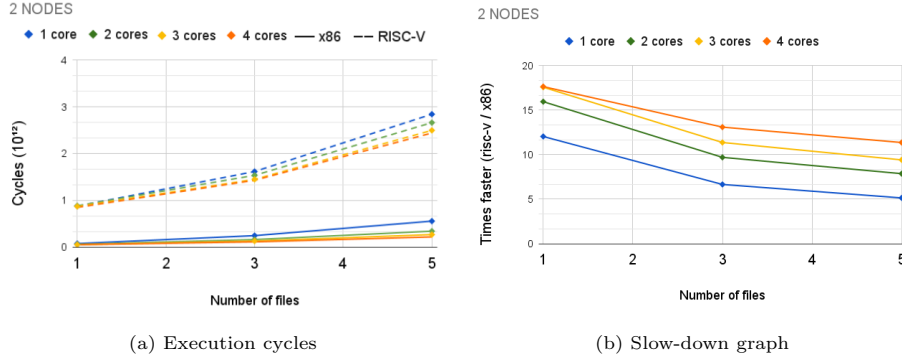 2 NODES
1 core 2 cores 3 cores 4 cores x86 RISC-V
4
3
2
1
0
Cycles (10¹²)
1 2 3 4 5
Number of files
(a) Execution cycles
2 NODES
1 core 2 cores 3 cores 4 cores
20
15
10
5
0
Times faster (risc-v / x86)
1 2 3 4 5
Number of files
(b) Slow-down graph